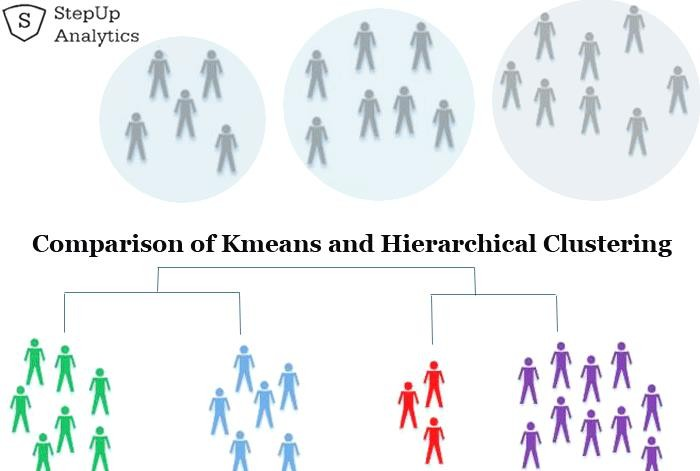 S
StepUp
Analytics
Comparison of Kmeans and Hierarchical Clustering